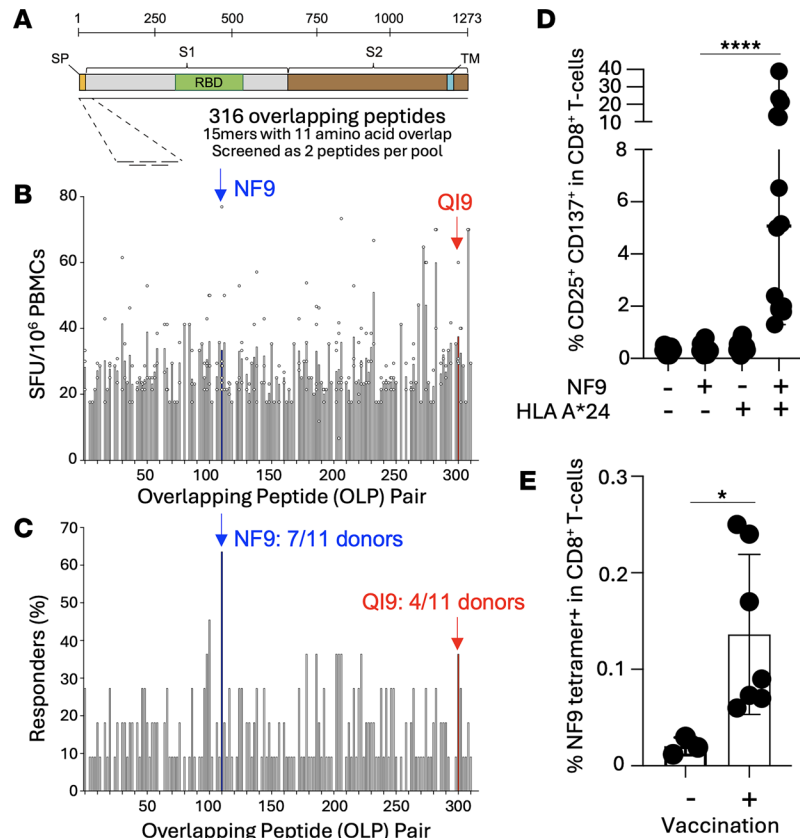 A
1 250 500 750 1000 1273
SP S1 S2 TM
RBD
316 overlapping peptides
15mers with 11 amino acid overlap
Screened as 2 peptides per pool
B
NF9
QI9
SFU/10⁶ PBMCs
80
60
40
20
0
50 100 150 200 250 300
Overlapping Peptide (OLP) Pair
C
NF9: 7/11 donors
QI9: 4/11 donors
Responders (%)
70
60
50
40
30
20
10
0
50 100 150 200 250 300
Overlapping Peptide (OLP) Pair
D
****
% CD25⁺ CD137⁺ in CD8⁺ T-cells
40
30
20
10
8
6
4
2
0
NF9 - + - +
HLA A*24 - - + +
E
*
% NF9 tetramer+ in CD8⁺ T-cells
0.3
0.2
0.1
0
- +
Vaccination